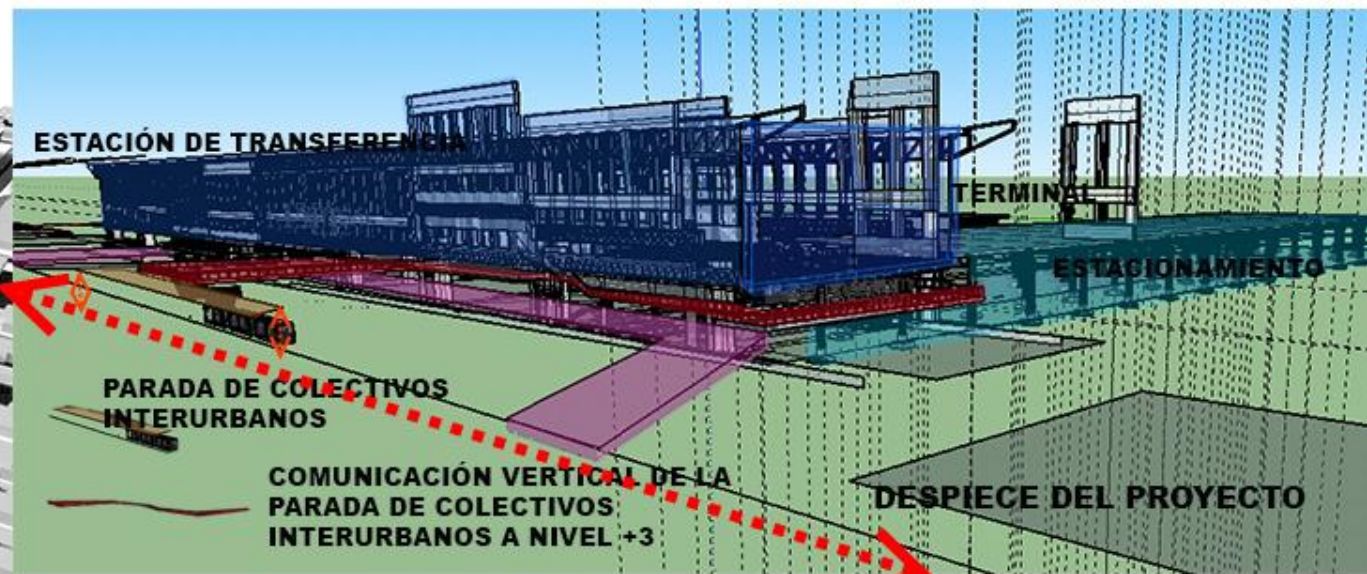 ESTACIÓN DE TRANSFERENCIA
TERMINAL
ESTACIONAMIENTO
PARADA DE COLECTIVOS
INTERURBANOS
COMUNICACIÓN VERTICAL DE LA
PARADA DE COLECTIVOS
INTERURBANOS A NIVEL +3
DESPIECE DEL PROYECTO